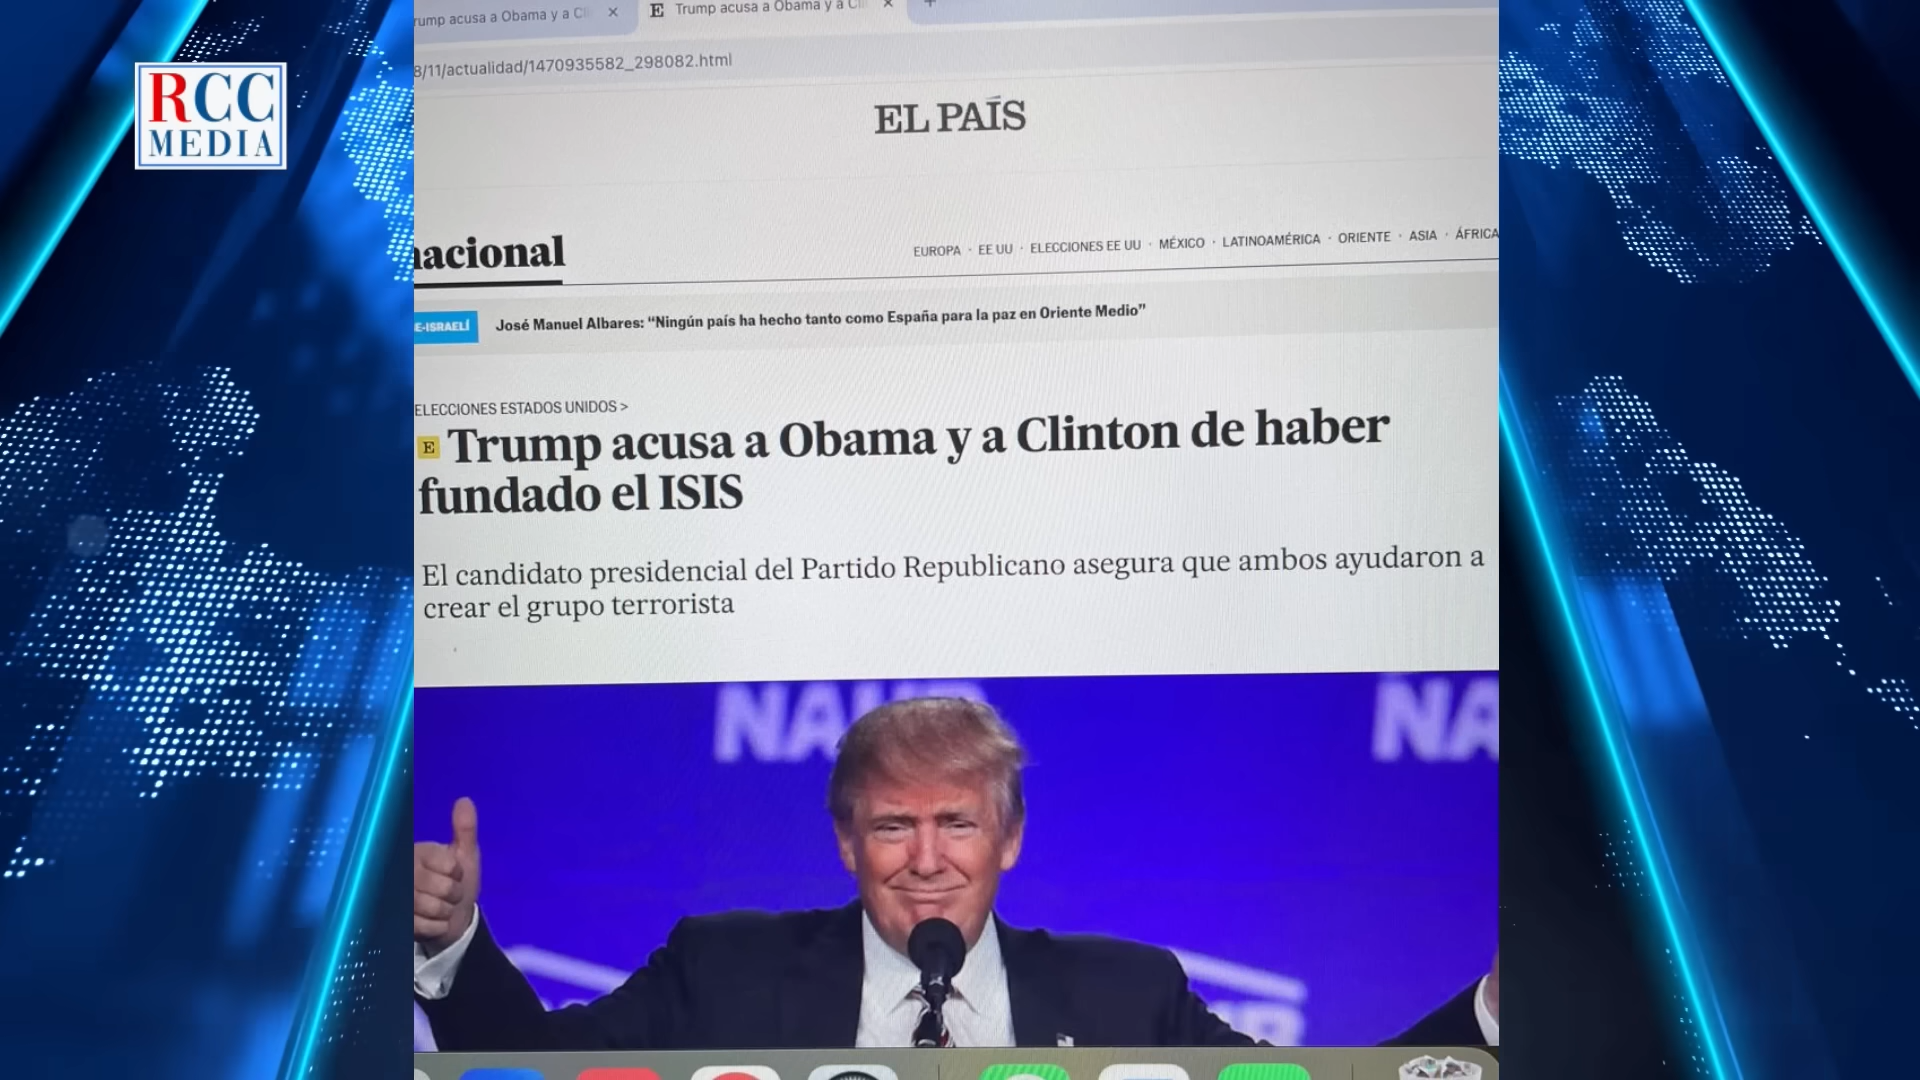 rump acusa a Obama y a Cl
E Trump acusa a Obama y a Cli
8/11/actualidad/1470935582_298082.html
RCC
MEDIA
EL PAÍS
nacional
EUROPA · EE UU · ELECCIONES EE UU · MÉXICO · LATINOAMÉRICA · ORIENTE · ASIA · ÁFRICA
E-ISRAELÍ José Manuel Albares: “Ningún país ha hecho tanto como España para la paz en Oriente Medio”
ELECCIONES ESTADOS UNIDOS >
E Trump acusa a Obama y a Clinton de haber
fundado el ISIS
El candidato presidencial del Partido Republicano asegura que ambos ayudaron a
crear el grupo terrorista
NA